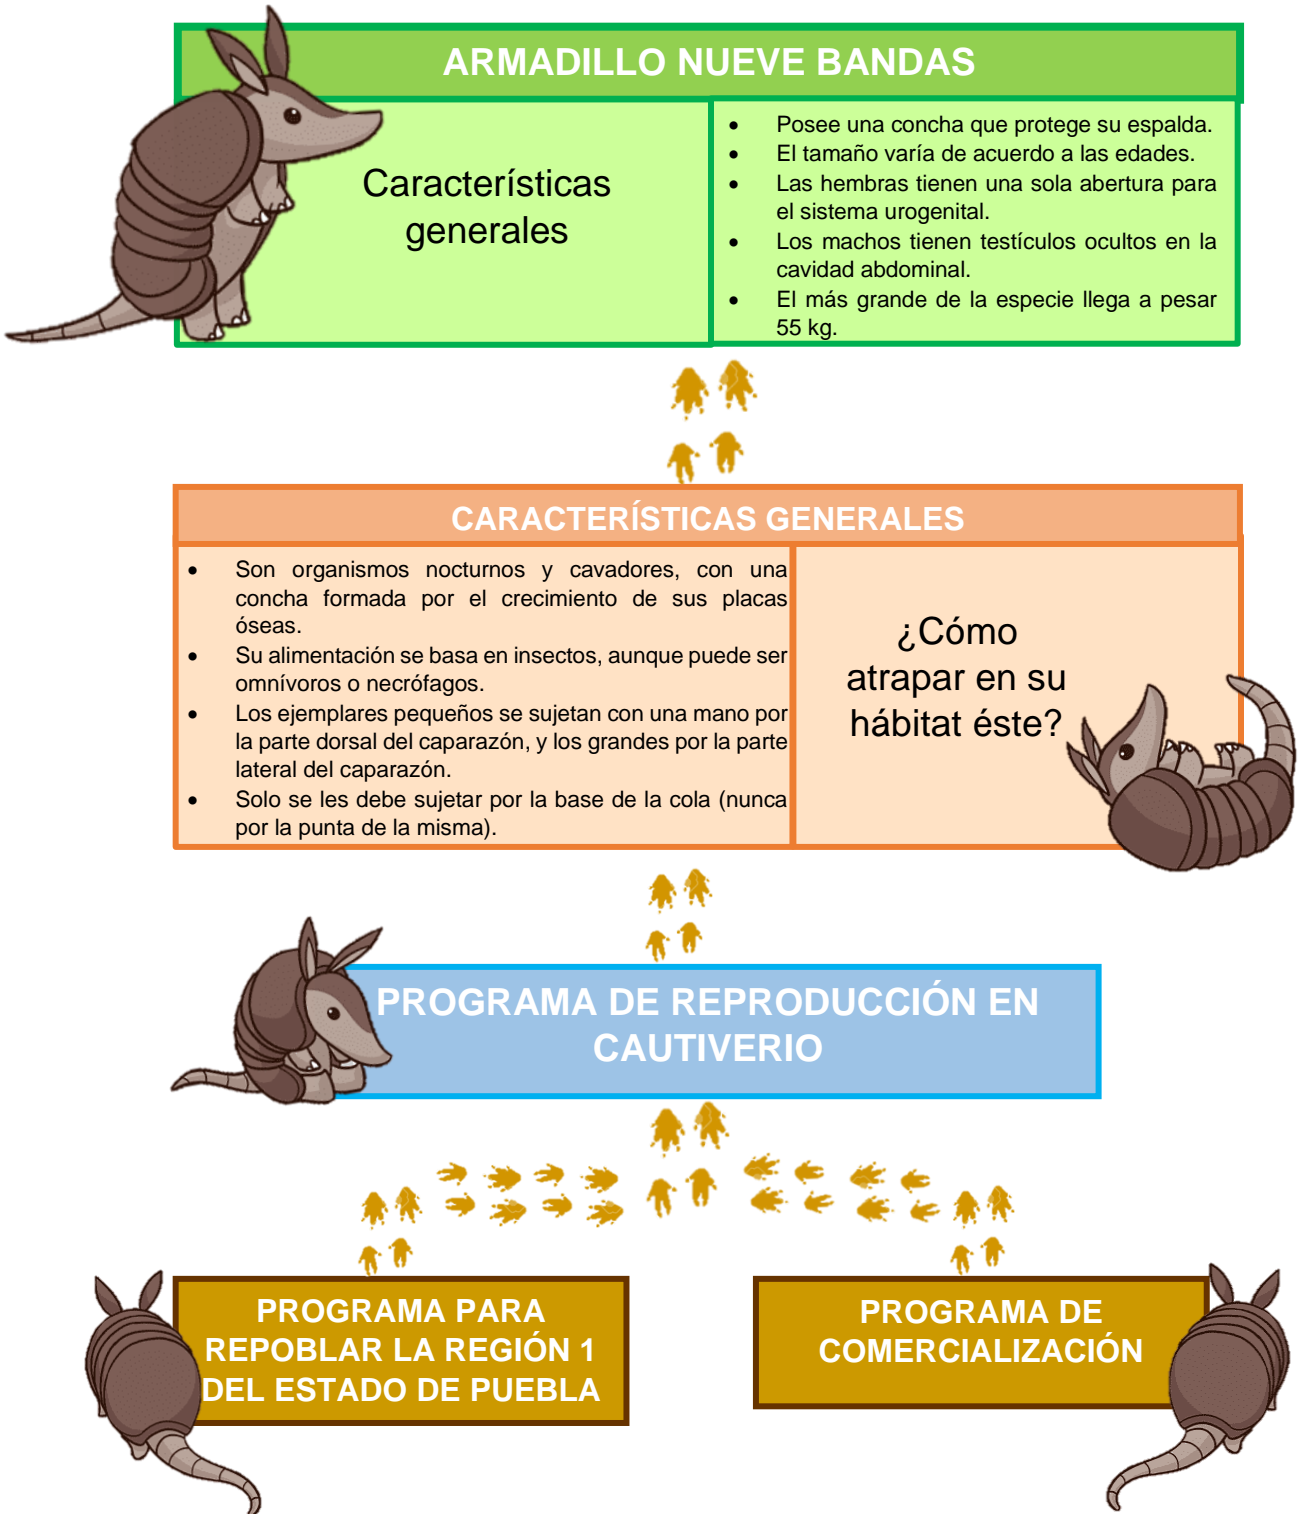 ARMADILLO NUEVE BANDAS
Características
generales
• Posee una concha que protege su espalda.
• El tamaño varía de acuerdo a las edades.
• Las hembras tienen una sola abertura para
el sistema urogenital.
• Los machos tienen testículos ocultos en la
cavidad abdominal.
• El más grande de la especie llega a pesar
55 kg.
CARACTERÍSTICAS GENERALES
• Son organismos nocturnos y cavadores, con una
concha formada por el crecimiento de sus placas
óseas.
• Su alimentación se basa en insectos, aunque puede ser
omnívoros o necrófagos.
• Los ejemplares pequeños se sujetan con una mano por
la parte dorsal del caparazón, y los grandes por la parte
lateral del caparazón.
• Solo se les debe sujetar por la base de la cola (nunca
por la punta de la misma).
¿Cómo
atrapar en su
hábitat éste?
PROGRAMA DE REPRODUCCIÓN EN
CAUTIVERIO
PROGRAMA PARA
REPOBLAR LA REGIÓN 1
DEL ESTADO DE PUEBLA
PROGRAMA DE
COMERCIALIZACIÓN